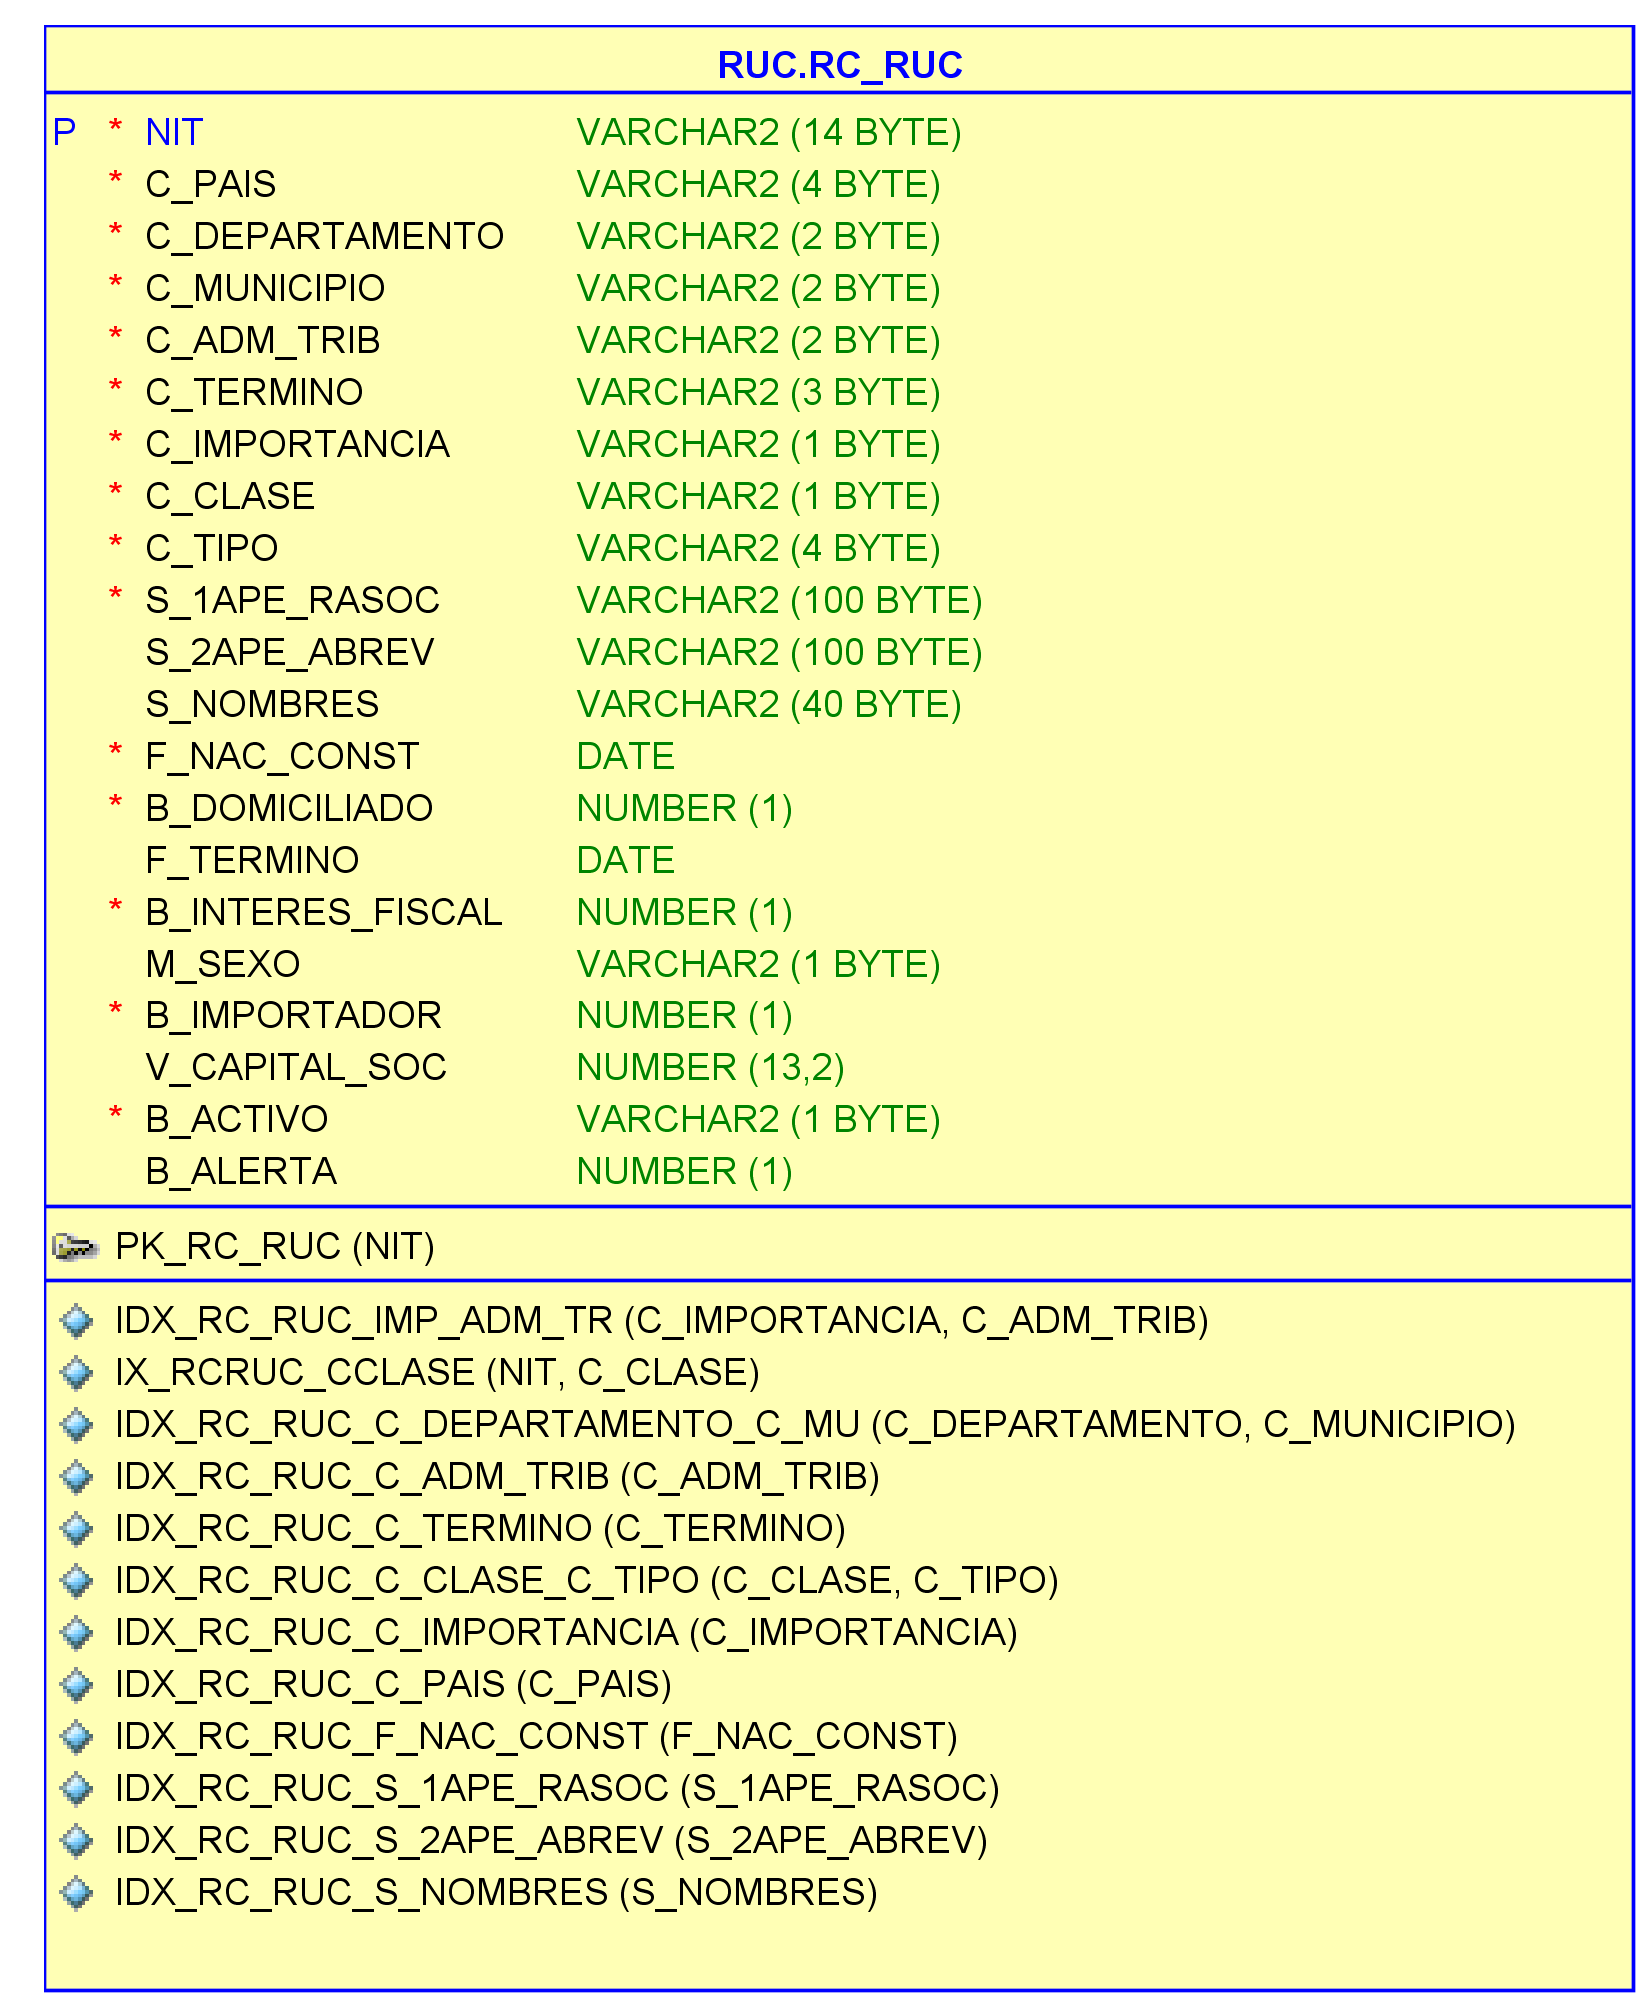 RUC.RC_RUC
P * NIT VARCHAR2 (14 BYTE)
* C_PAIS VARCHAR2 (4 BYTE)
* C_DEPARTAMENTO VARCHAR2 (2 BYTE)
* C_MUNICIPIO VARCHAR2 (2 BYTE)
* C_ADM_TRIB VARCHAR2 (2 BYTE)
* C_TERMINO VARCHAR2 (3 BYTE)
* C_IMPORTANCIA VARCHAR2 (1 BYTE)
* C_CLASE VARCHAR2 (1 BYTE)
* C_TIPO VARCHAR2 (4 BYTE)
* S_1APE_RASOC VARCHAR2 (100 BYTE)
S_2APE_ABREV VARCHAR2 (100 BYTE)
S_NOMBRES VARCHAR2 (40 BYTE)
* F_NAC_CONST DATE
* B_DOMICILIADO NUMBER (1)
F_TERMINO DATE
* B_INTERES_FISCAL NUMBER (1)
M_SEXO VARCHAR2 (1 BYTE)
* B_IMPORTADOR NUMBER (1)
V_CAPITAL_SOC NUMBER (13,2)
* B_ACTIVO VARCHAR2 (1 BYTE)
B_ALERTA NUMBER (1)
PK_RC_RUC (NIT)
IDX_RC_RUC_IMP_ADM_TR (C_IMPORTANCIA, C_ADM_TRIB)
IX_RCRUC_CCLASE (NIT, C_CLASE)
IDX_RC_RUC_C_DEPARTAMENTO_C_MU (C_DEPARTAMENTO, C_MUNICIPIO)
IDX_RC_RUC_C_ADM_TRIB (C_ADM_TRIB)
IDX_RC_RUC_C_TERMINO (C_TERMINO)
IDX_RC_RUC_C_CLASE_C_TIPO (C_CLASE, C_TIPO)
IDX_RC_RUC_C_IMPORTANCIA (C_IMPORTANCIA)
IDX_RC_RUC_C_PAIS (C_PAIS)
IDX_RC_RUC_F_NAC_CONST (F_NAC_CONST)
IDX_RC_RUC_S_1APE_RASOC (S_1APE_RASOC)
IDX_RC_RUC_S_2APE_ABREV (S_2APE_ABREV)
IDX_RC_RUC_S_NOMBRES (S_NOMBRES)